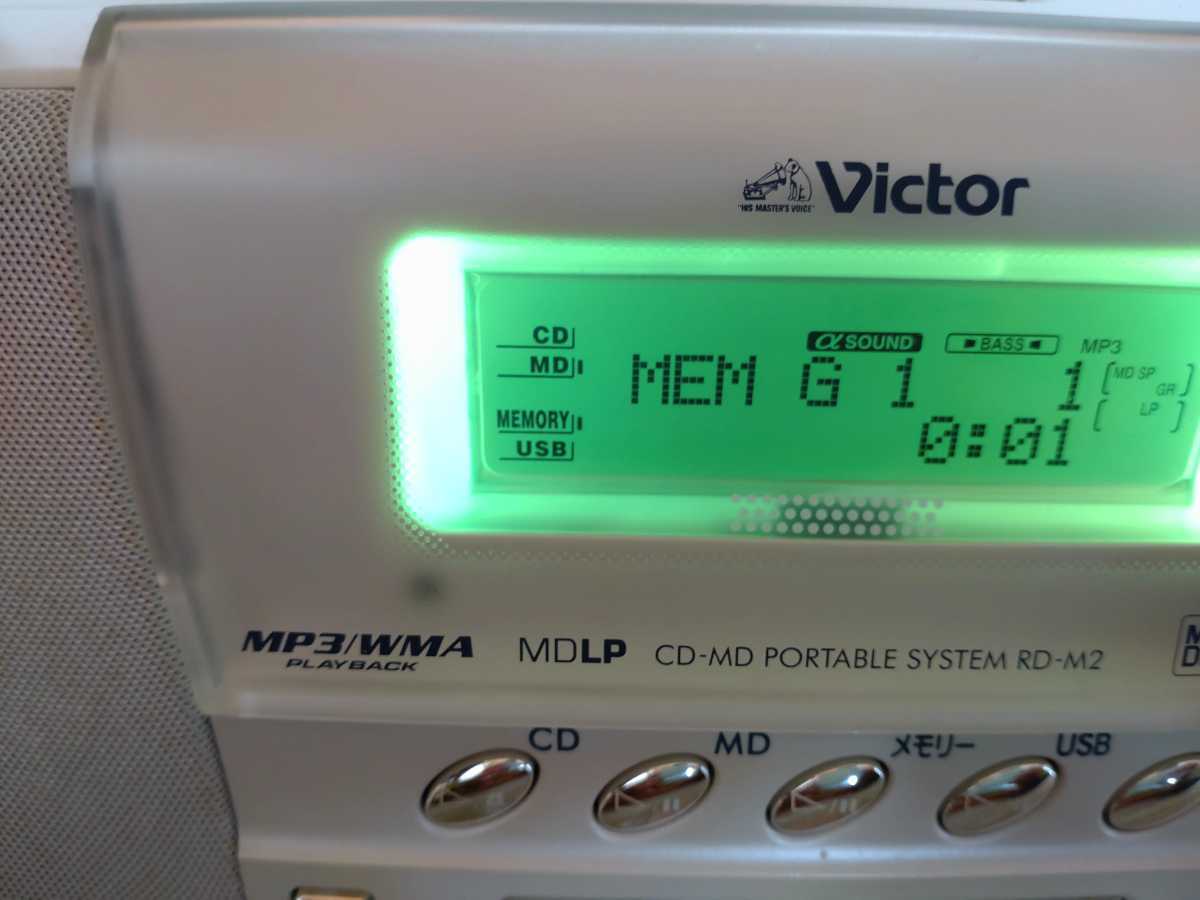 "HIS MASTER'S VOICE" Victor
CD
αSOUND BASS MP3
MD MEM G 1 1 MD SP
GR
MEMORY LP
USB 0:01
MP3/WMA
PLAYBACK
MDLP CD-MD PORTABLE SYSTEM RD-M2
CD MD メモリー USB